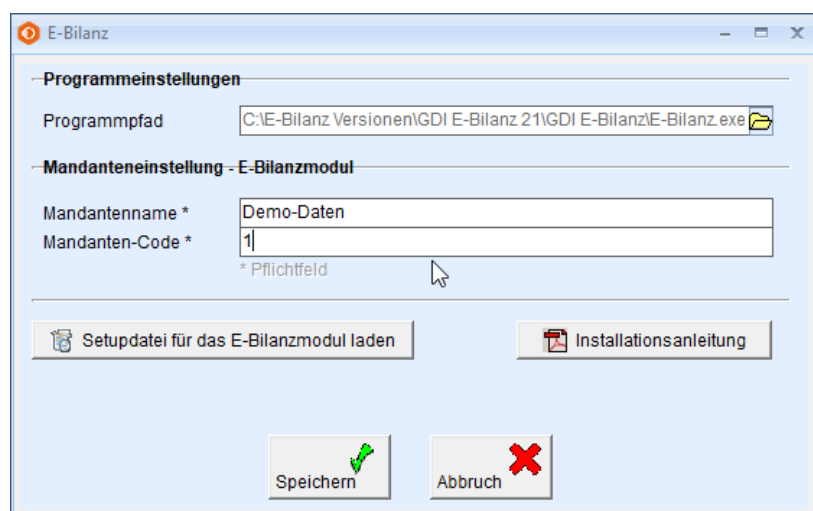 E-Bilanz
Programmeinstellungen
Programmpfad C:\E-Bilanz Versionen\GDI E-Bilanz 21\GDI E-Bilanz\E-Bilanz.exe
Mandanteneinstellung - E-Bilanzmodul
Mandantenname * Demo-Daten
Mandanten-Code * 1
* Pflichtfeld
Setupdatei für das E-Bilanzmodul laden Installationsanleitung
Speichern Abbruch